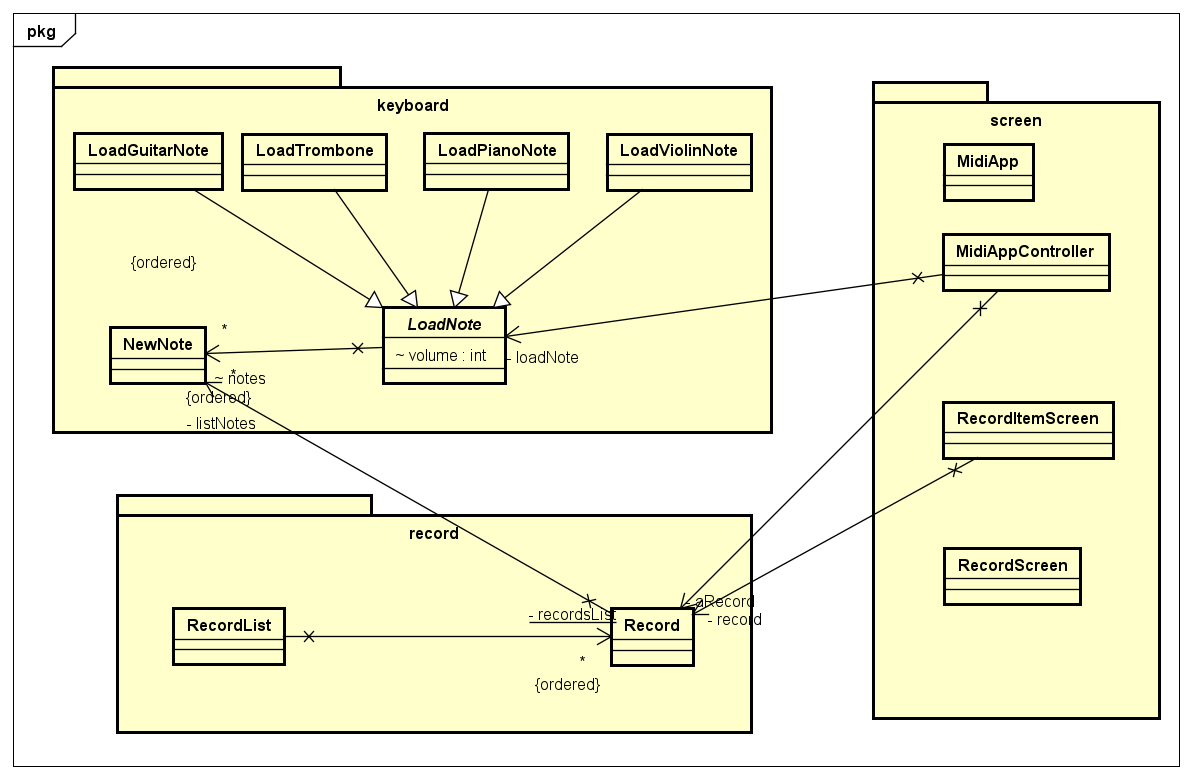 pkg
keyboard
screen
LoadGuitarNote
LoadTrombone
LoadPianoNote
LoadViolinNote
MidiApp
MidiAppController
{ordered}
LoadNote
~ volume : int
*
NewNote
- loadNote
*
~ notes
{ordered}
- listNotes
RecordItemScreen
record
RecordScreen
- aRecord
- recordsList
- record
RecordList
Record
*
{ordered}